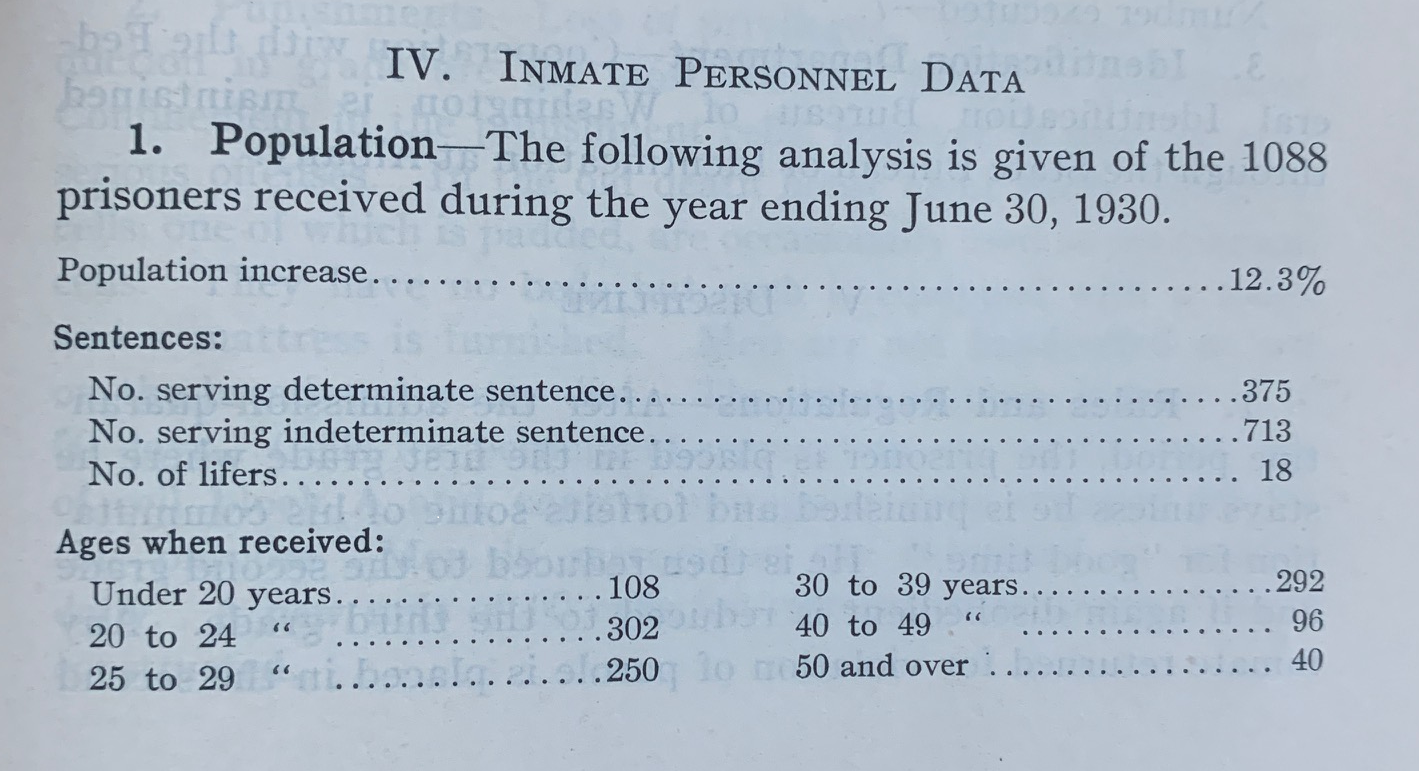 IV. INMATE PERSONNEL DATA
1. Population—The following analysis is given of the 1088
prisoners received during the year ending June 30, 1930.
Population increase....................................................12.3%
Sentences:
No. serving determinate sentence..............................375
No. serving indeterminate sentence............................713
No. of lifers................................................. 18
Ages when received:
Under 20 years................108
20 to 24 “ ................302
25 to 29 “ ................250
30 to 39 years................292
40 to 49 “ ................ 96
50 and over ................ 40